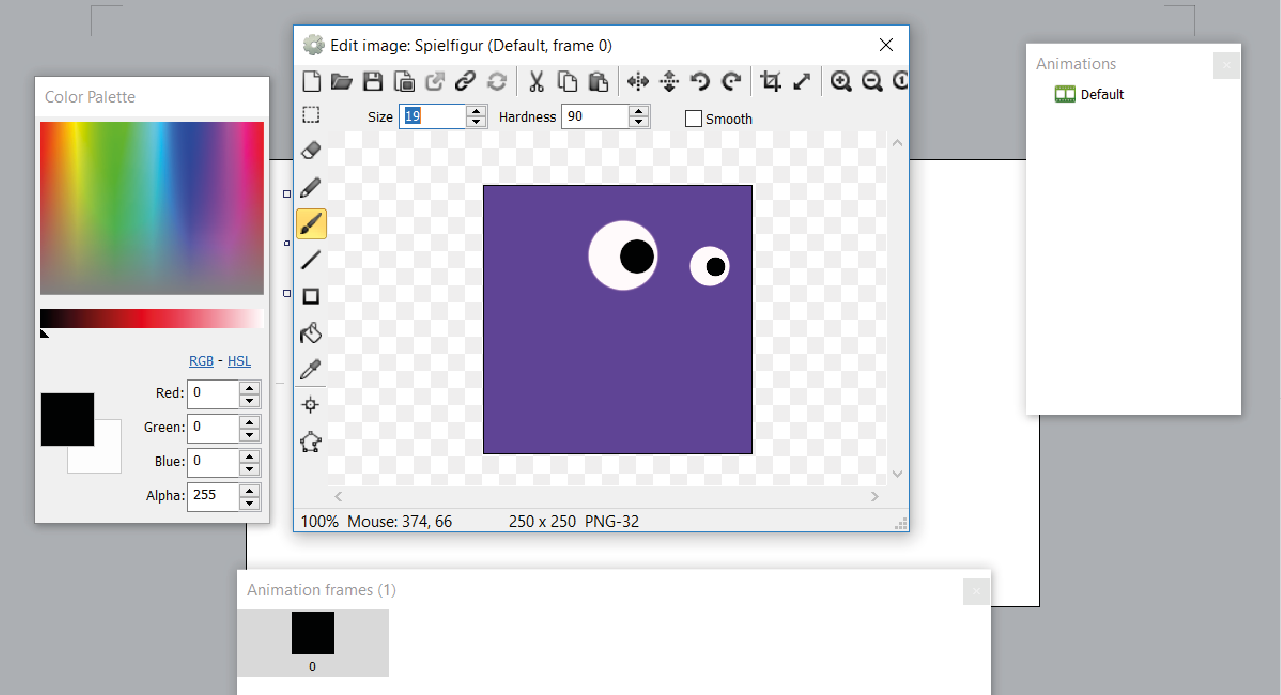 Edit image: Spielfigur (Default, frame 0)
Color Palette
Animations
Default
Size 19 Hardness 90 Smooth
RGB - HSL
Red: 0
Green: 0
Blue: 0
Alpha: 255
100% Mouse: 374, 66 250 x 250 PNG-32
Animation frames (1)
0